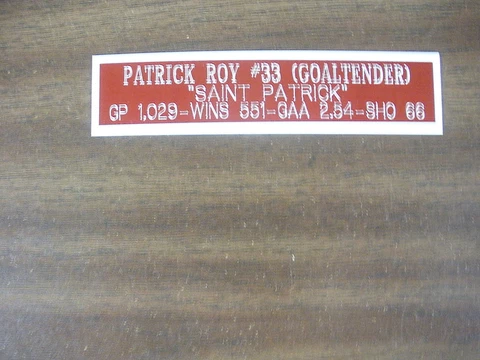 PATRICK ROY #33 (GOALTENDER)
"SAINT PATRICK"
GP 1,029-WINS 551-GAA 2.54-SHO 66